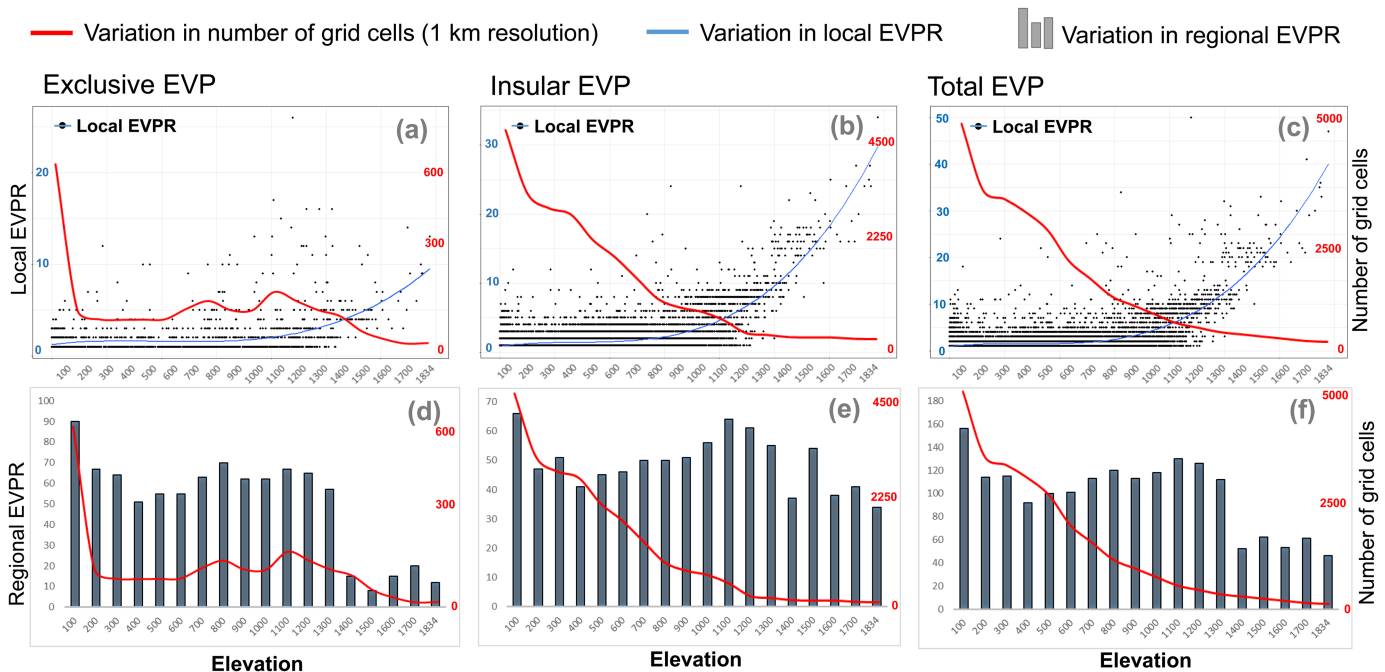 Variation in number of grid cells (1 km resolution) Variation in local EVPR Variation in regional EVPR
Exclusive EVP Insular EVP Total EVP
Local EVPR
Local EVPR
(a)
20
10
0
600
300
0
100 200 300 400 500 600 700 800 900 1000 1100 1200 1300 1400 1500 1600 1700 1834
Local EVPR
(b)
30
20
10
0
4500
2250
0
100 200 300 400 500 600 700 800 900 1000 1100 1200 1300 1400 1500 1600 1700 1834
Local EVPR
(c)
50
40
30
20
10
0
5000
2500
0
Number of grid cells
100 200 300 400 500 600 700 800 900 1000 1100 1200 1300 1400 1500 1600 1700 1834
Regional EVPR
(d)
100
90
80
70
60
50
40
30
20
10
0
600
300
0
100 200 300 400 500 600 700 800 900 1000 1100 1200 1300 1400 1500 1600 1700 1834
Elevation
(e)
70
60
50
40
30
20
10
0
4500
2250
0
100 200 300 400 500 600 700 800 900 1000 1100 1200 1300 1400 1500 1600 1700 1834
Elevation
(f)
180
160
140
120
100
80
60
40
20
0
5000
2500
0
Number of grid cells
100 200 300 400 500 600 700 800 900 1000 1100 1200 1300 1400 1500 1600 1700 1834
Elevation